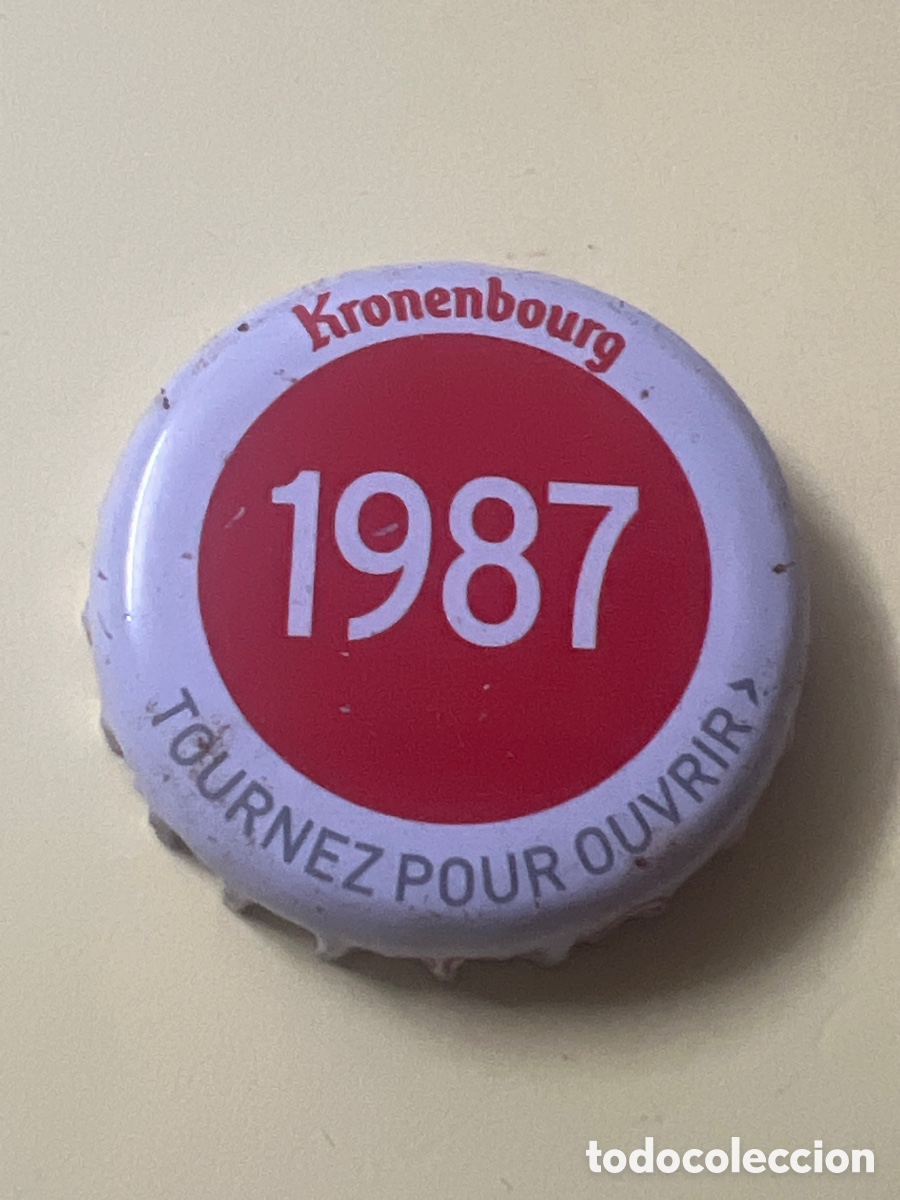 Kronenbourg
1987
TOURNEZ POUR OUVRIR >
todocoleccion